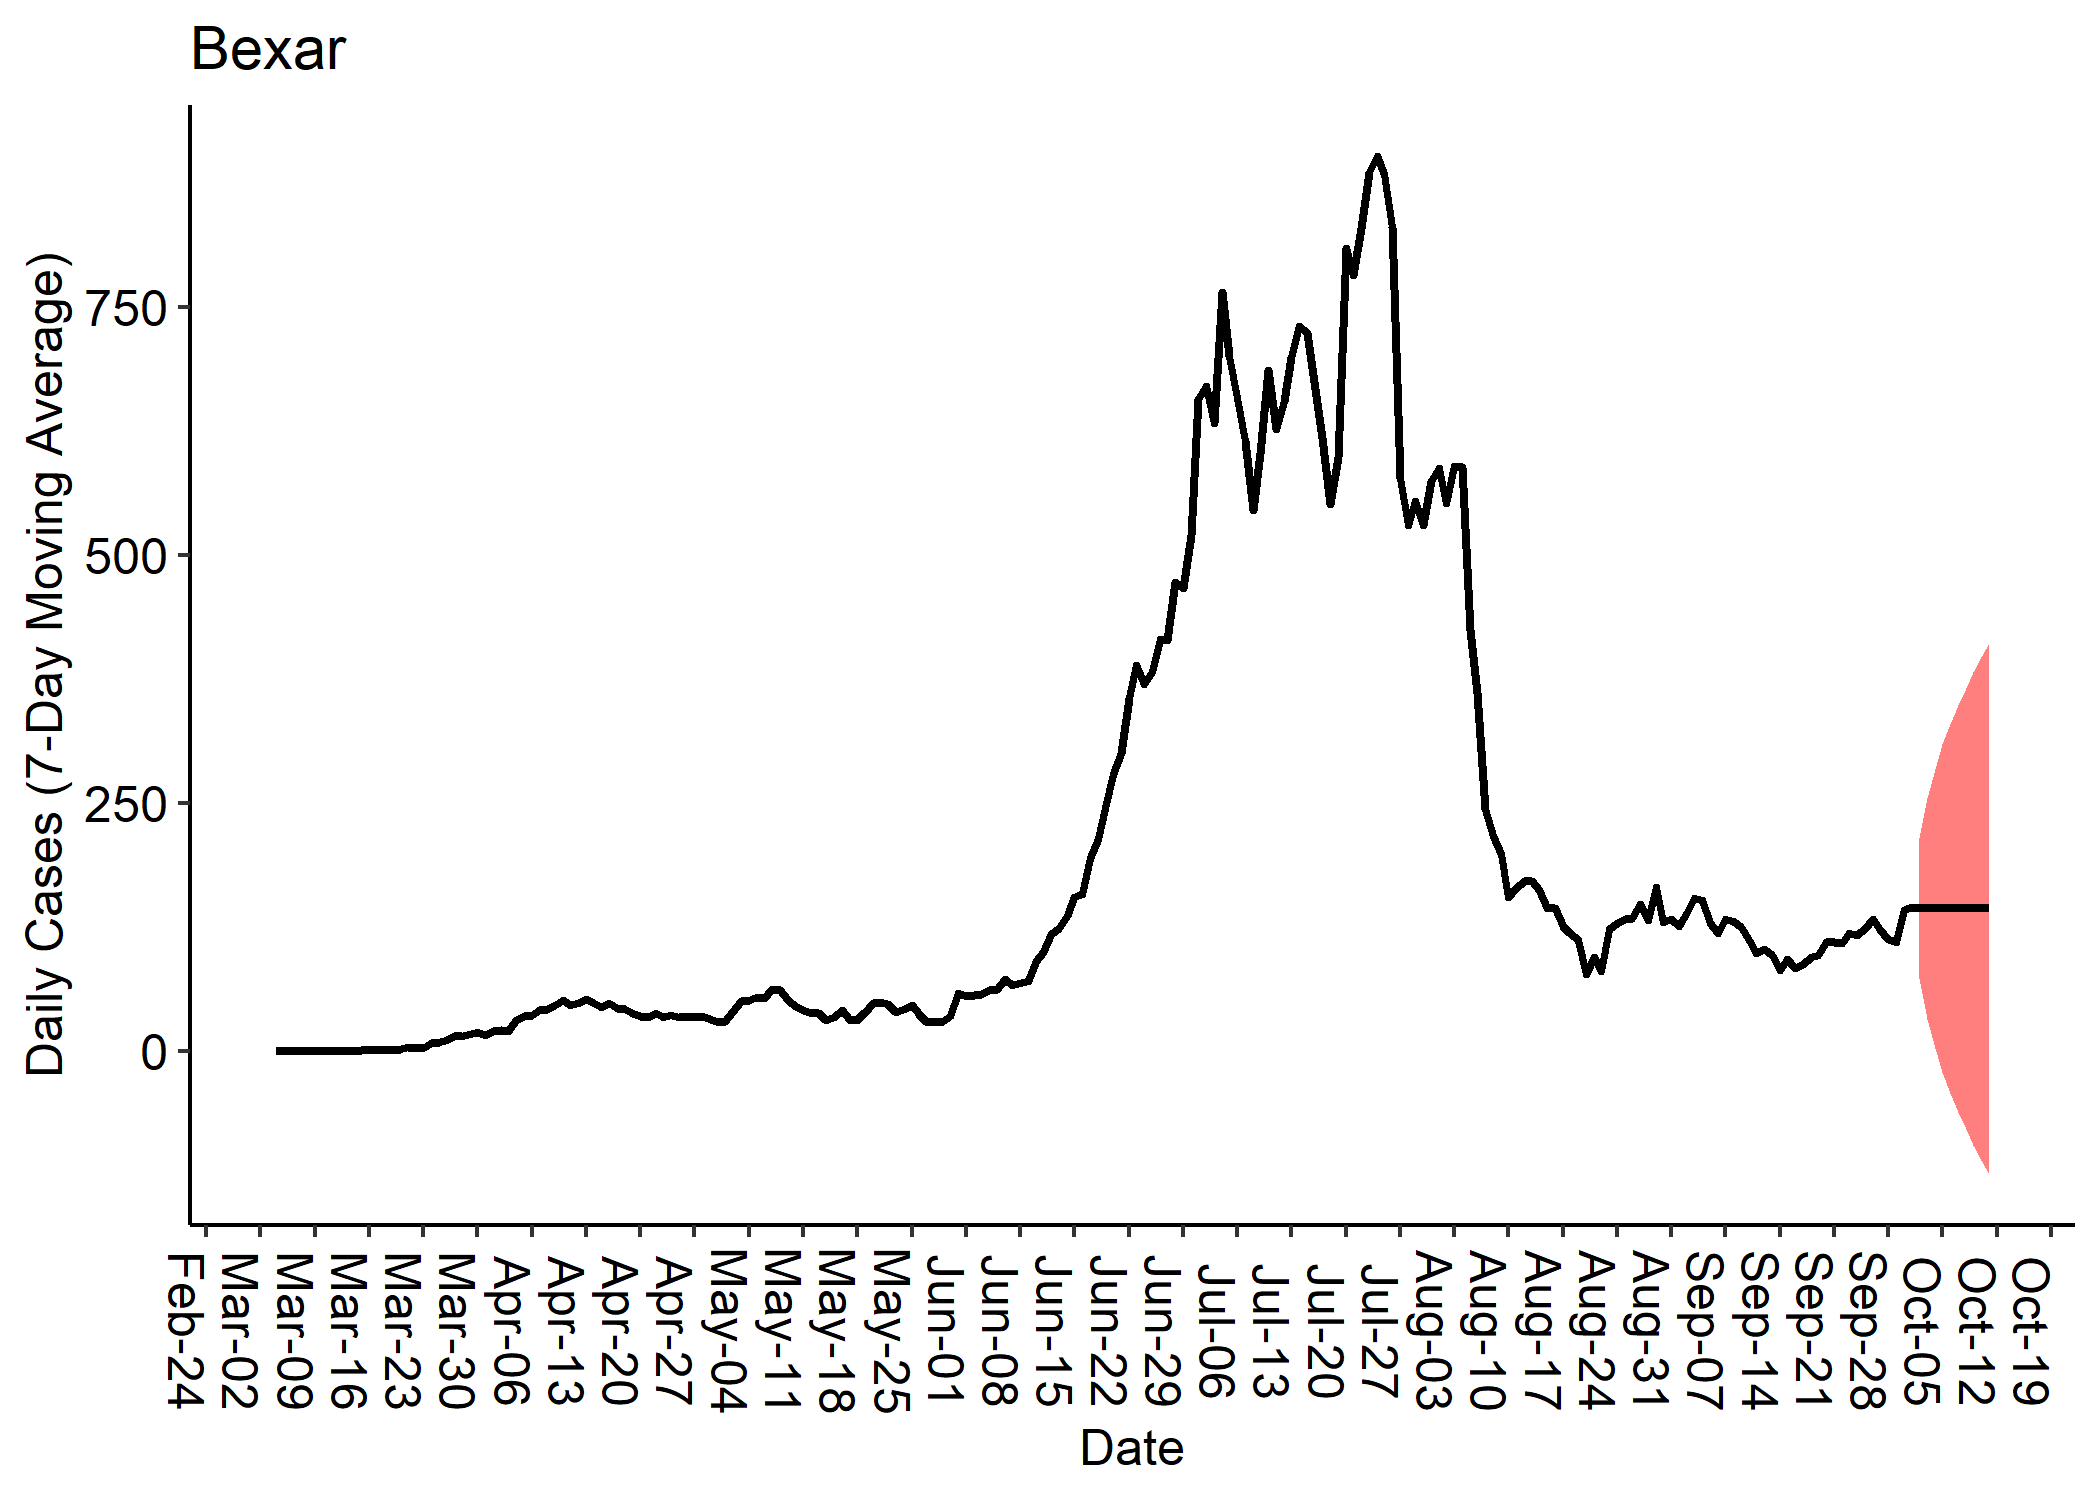 Bexar
Daily Cases (7-Day Moving Average)
750
500
250
0
Feb-24
Mar-02
Mar-09
Mar-16
Mar-23
Mar-30
Apr-06
Apr-13
Apr-20
Apr-27
May-04
May-11
May-18
May-25
Jun-01
Jun-08
Jun-15
Jun-22
Jun-29
Jul-06
Jul-13
Jul-20
Jul-27
Aug-03
Aug-10
Aug-17
Aug-24
Aug-31
Sep-07
Sep-14
Sep-21
Sep-28
Oct-05
Oct-12
Oct-19
Date